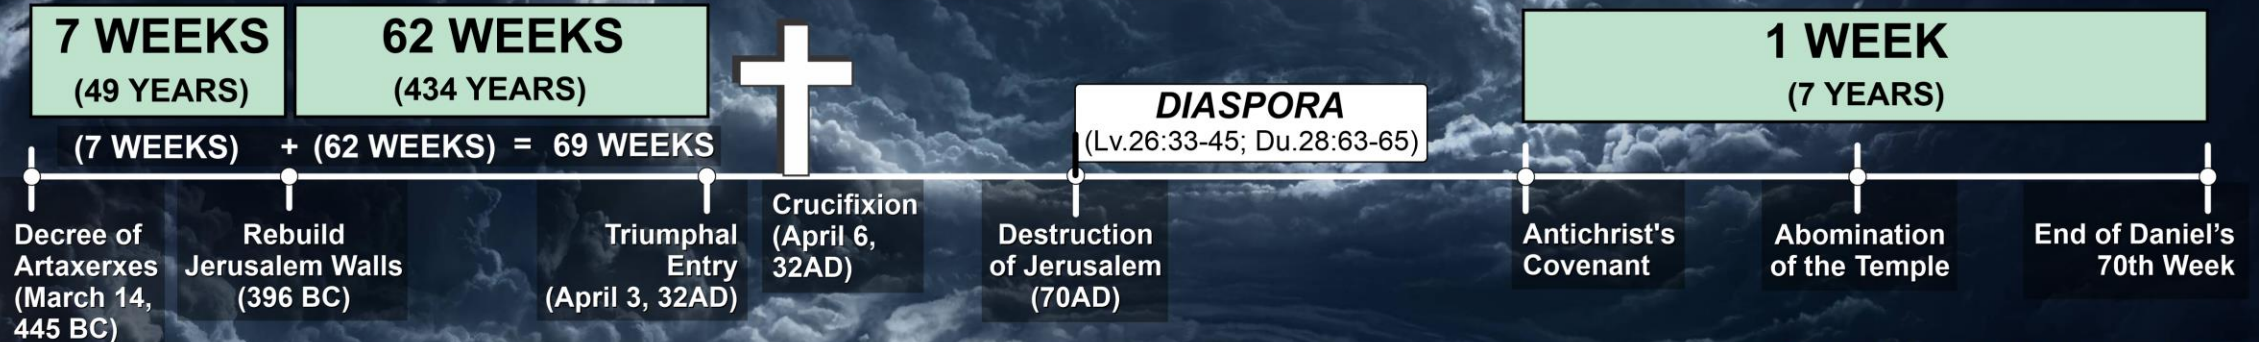 7 WEEKS
(49 YEARS)
62 WEEKS
(434 YEARS)
1 WEEK
(7 YEARS)
DIASPORA
(Lv.26:33-45; Du.28:63-65)
(7 WEEKS) + (62 WEEKS) = 69 WEEKS
Decree of
Artaxerxes
(March 14,
445 BC)
Rebuild
Jerusalem Walls
(396 BC)
Triumphal
Entry
(April 3, 32AD)
Crucifixion
(April 6,
32AD)
Destruction
of Jerusalem
(70AD)
Antichrist's
Covenant
Abomination
of the Temple
End of Daniel’s
70th Week